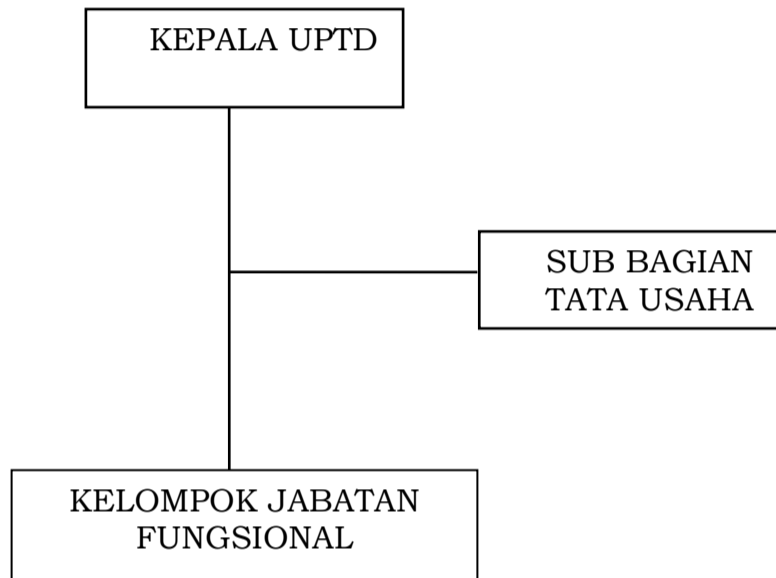 KEPALA UPTD
SUB BAGIAN
TATA USAHA
KELOMPOK JABATAN
FUNGSIONAL